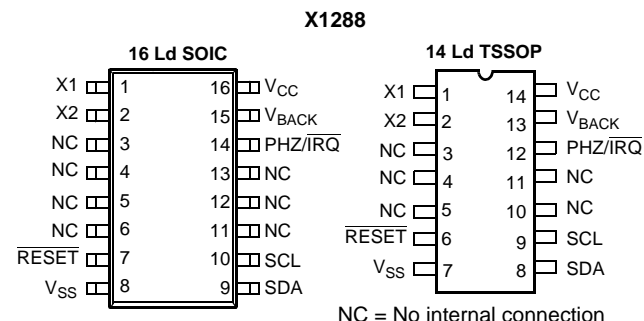 X1288
16 Ld SOIC
X1 1 16 VCC
X2 2 15 VBACK
NC 3 14 PHZ/IRQ
NC 4 13 NC
NC 5 12 NC
NC 6 11 NC
RESET 7 10 SCL
VSS 8 9 SDA
14 Ld TSSOP
X1 1 14 VCC
X2 2 13 VBACK
NC 3 12 PHZ/IRQ
NC 4 11 NC
NC 5 10 NC
RESET 6 9 SCL
VSS 7 8 SDA
NC = No internal connection